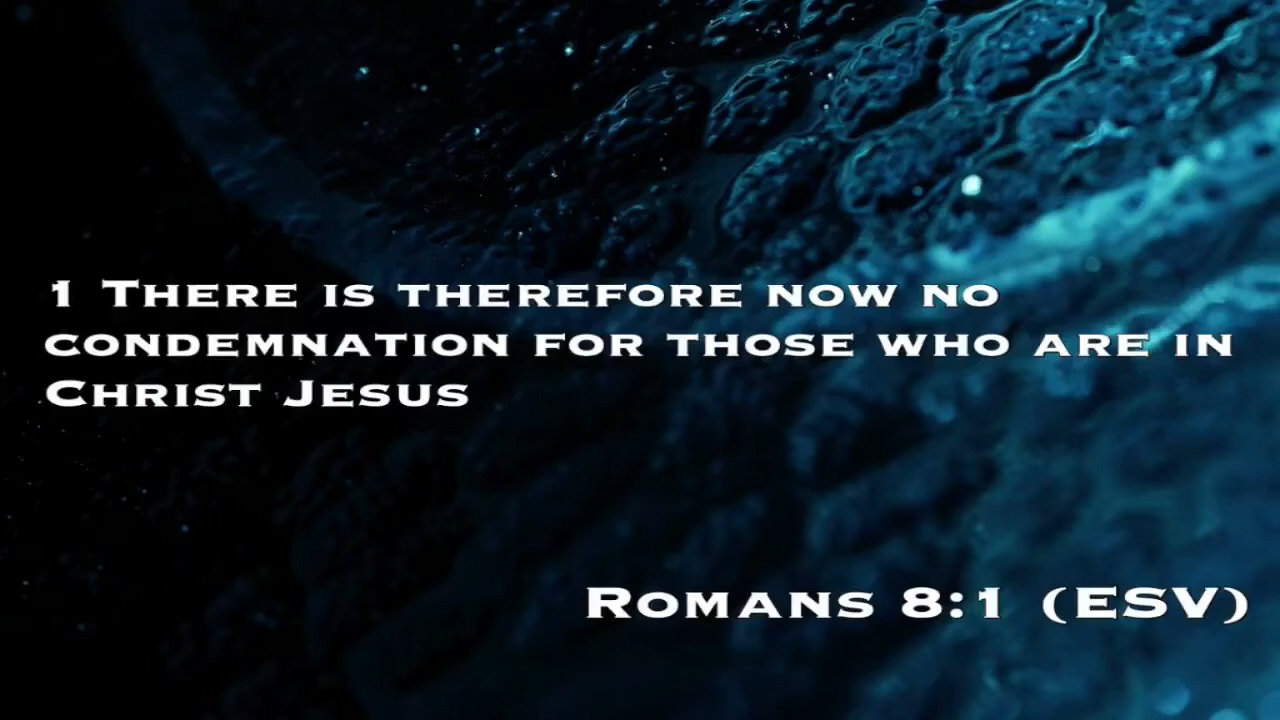 1 There is therefore now no
condemnation for those who are in
Christ Jesus
Romans 8:1 (ESV)